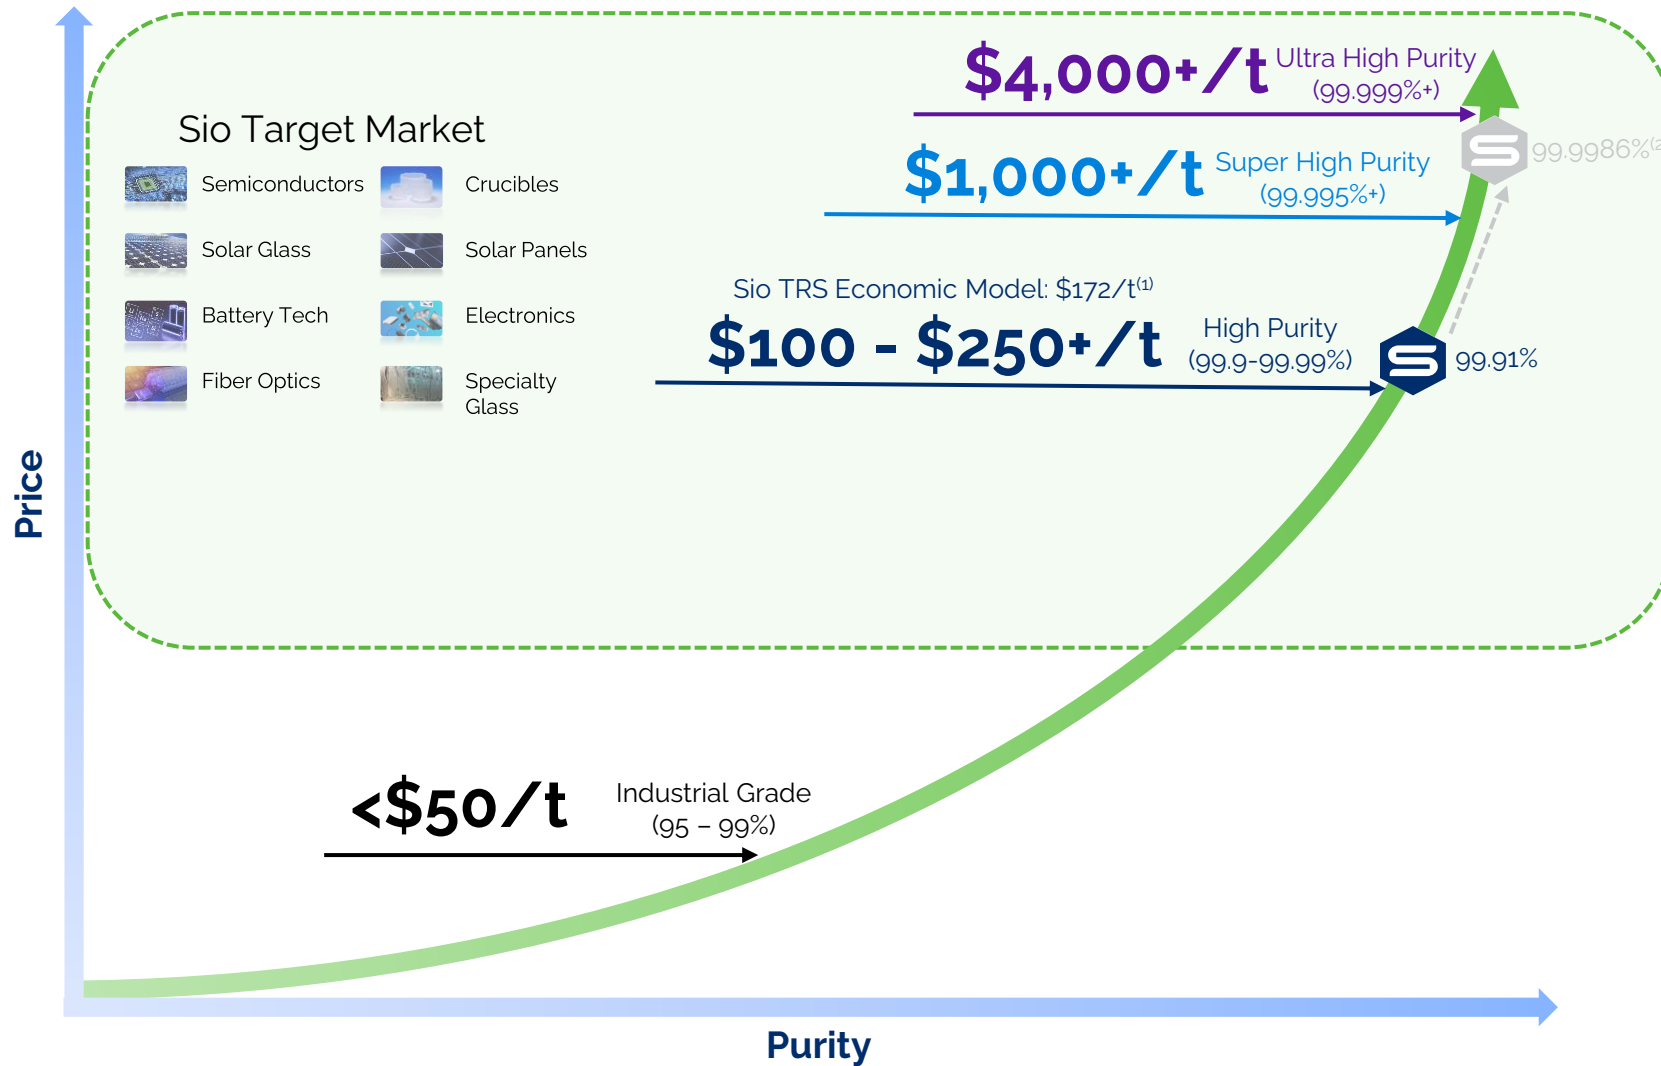 $4,000+/t
Ultra High Purity
(99.999%+)
99.9986%(2
Sio Target Market
$1,000+/t
Super High Purity
(99.995%+)
Semiconductors
Crucibles
Solar Glass
Solar Panels
Sio TRS Economic Model: $172/t(1)
Battery Tech
Electronics
$100 - $250+/t
High Purity
(99.9-99.99%)
99.91%
Fiber Optics
Specialty
Glass
Price
<$50/t
Industrial Grade
(95 – 99%)
Purity